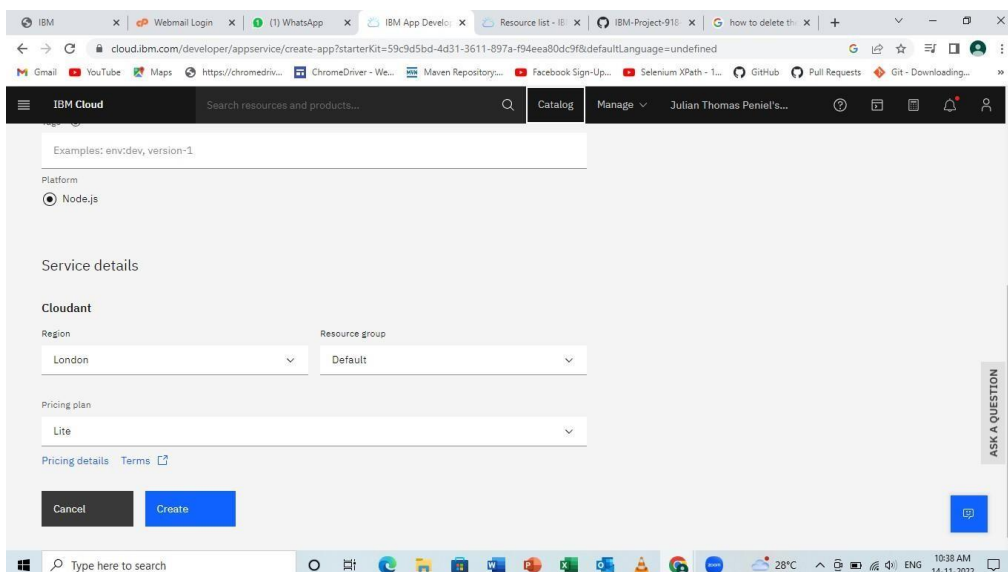 IBM
Webmail Login
(1) WhatsApp
IBM App Develop
Resource list - IB
IBM-Project-918
how to delete th
cloud.ibm.com/developer/appservice/create-app?starterKit=59c9d5bd-4d31-3611-897a-f94eea80dc9f&defaultLanguage=undefined
Gmail YouTube Maps https://chromedriv... ChromeDriver - We... Maven Repository:... Facebook Sign-Up... Selenium XPath - 1... GitHub Pull Requests Git - Downloading...
IBM Cloud Search resources and products... Catalog Manage Julian Thomas Peniel's...
Examples: env:dev, version-1
Platform
Node.js
Service details
Cloudant
Region Resource group
London Default
Pricing plan
Lite
Pricing details Terms
Cancel Create
ASK A QUESTION
Type here to search
28°C ENG 10:38 AM
14-11-2022